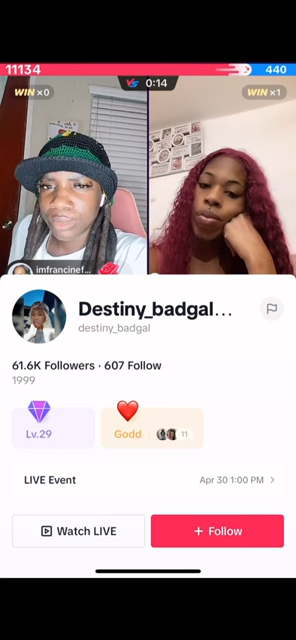 11134
440
WIN ×0
VS 0:14
WIN ×1
imfrancinef...
Destiny_badgal...
destiny_badgal
61.6K Followers · 607 Follow
1999
Lv.29
Godd
11
LIVE Event
Apr 30 1:00 PM >
Watch LIVE
+ Follow